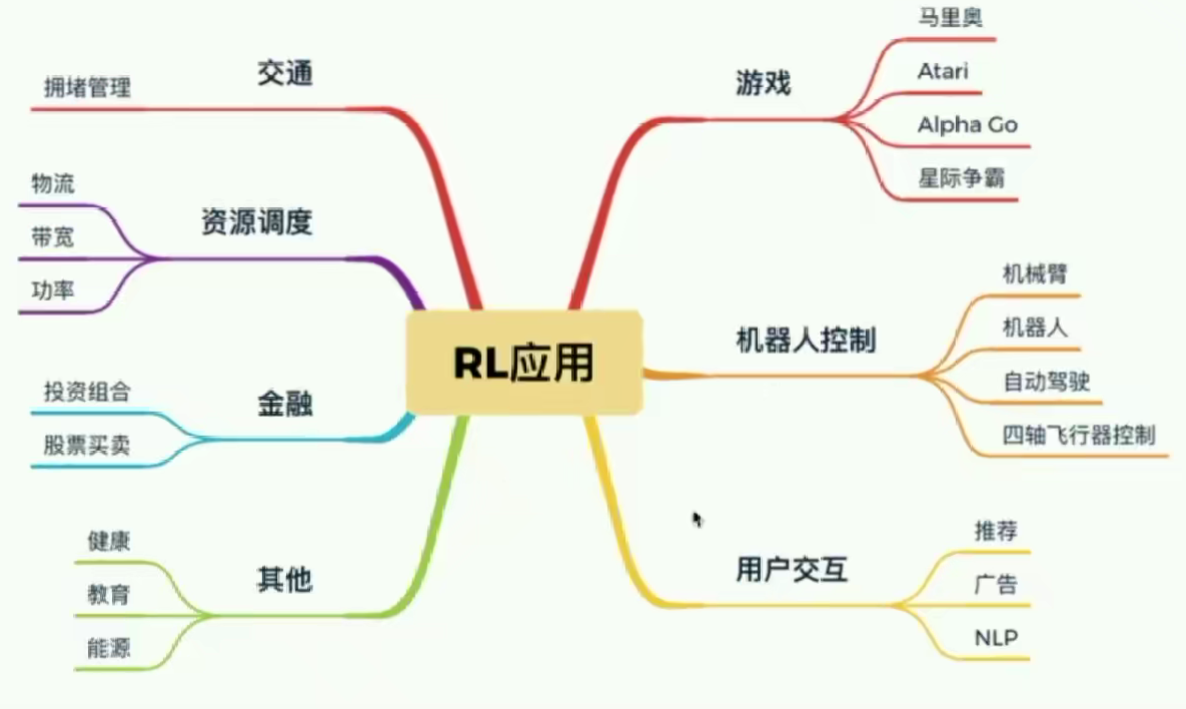 RL应用
交通
拥堵管理
资源调度
物流
带宽
功率
金融
投资组合
股票买卖
其他
健康
教育
能源
游戏
马里奥
Atari
Alpha Go
星际争霸
机器人控制
机械臂
机器人
自动驾驶
四轴飞行器控制
用户交互
推荐
广告
NLP